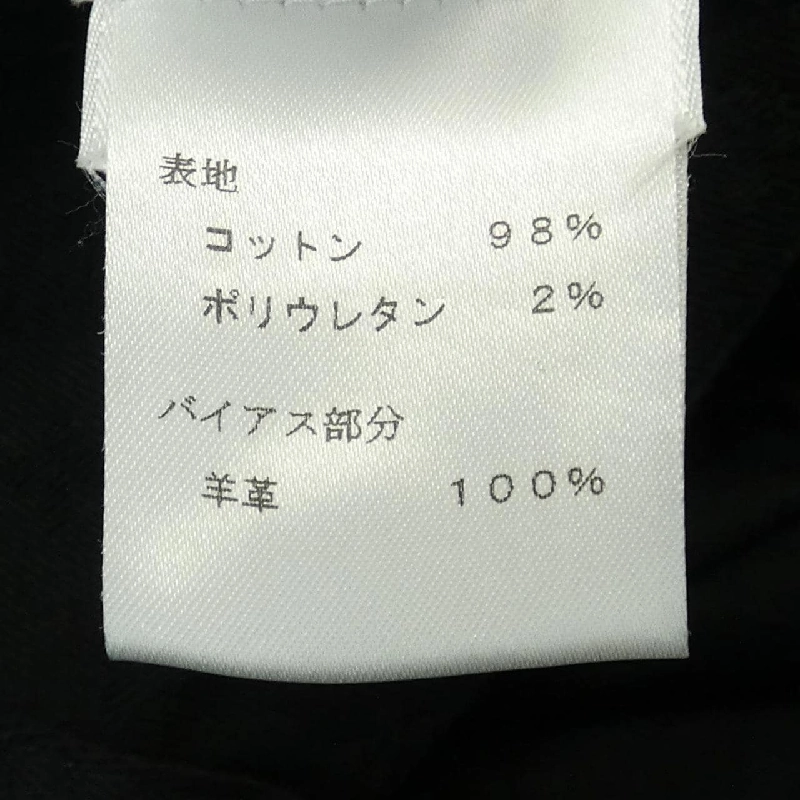 表地
コットン ９８％
ポリウレタン ２％
バイアス部分
羊革 １００％